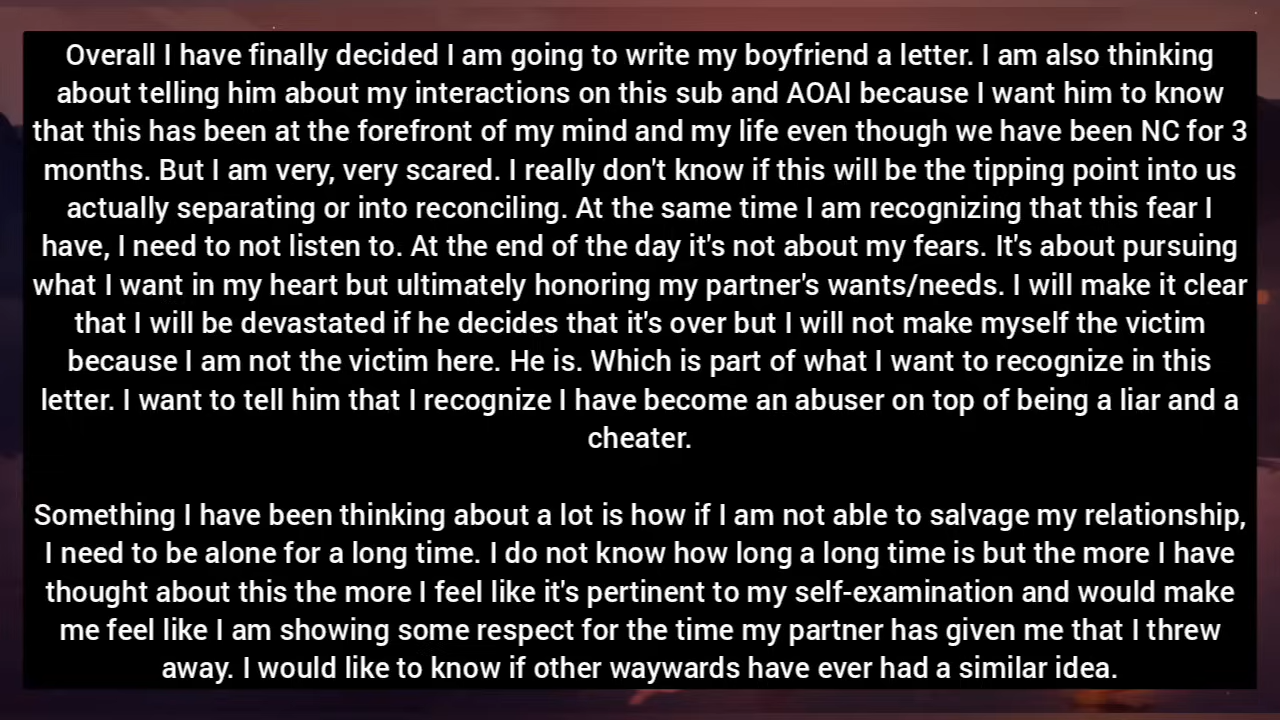 Overall I have finally decided I am going to write my boyfriend a letter. I am also thinking
about telling him about my interactions on this sub and AOAI because I want him to know
that this has been at the forefront of my mind and my life even though we have been NC for 3
months. But I am very, very scared. I really don't know if this will be the tipping point into us
actually separating or into reconciling. At the same time I am recognizing that this fear I
have, I need to not listen to. At the end of the day it's not about my fears. It's about pursuing
what I want in my heart but ultimately honoring my partner's wants/needs. I will make it clear
that I will be devastated if he decides that it's over but I will not make myself the victim
because I am not the victim here. He is. Which is part of what I want to recognize in this
letter. I want to tell him that I recognize I have become an abuser on top of being a liar and a
cheater.
Something I have been thinking about a lot is how if I am not able to salvage my relationship,
I need to be alone for a long time. I do not know how long a long time is but the more I have
thought about this the more I feel like it's pertinent to my self-examination and would make
me feel like I am showing some respect for the time my partner has given me that I threw
away. I would like to know if other waywards have ever had a similar idea.